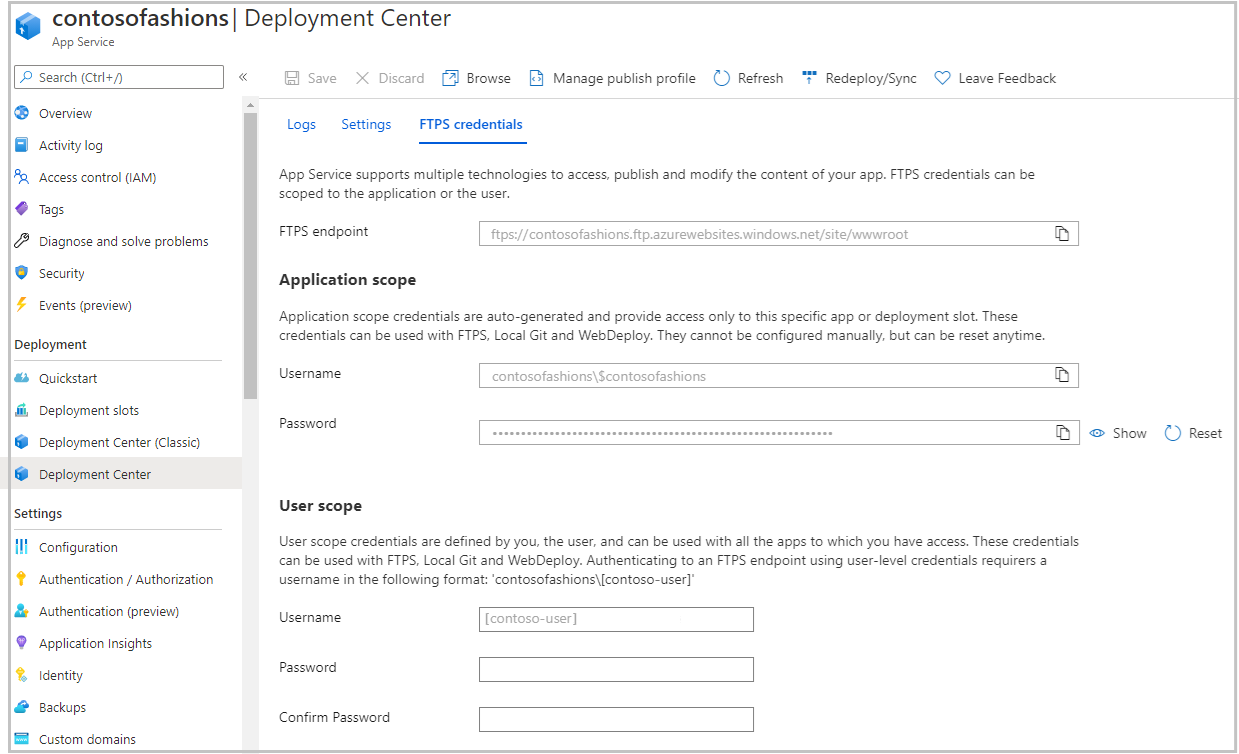 contosofashions | Deployment Center
App Service
Search (Ctrl+/)
«
Save
Discard
Browse
Manage publish profile
Refresh
Redeploy/Sync
Leave Feedback
Overview
Activity log
Access control (IAM)
Tags
Diagnose and solve problems
Security
Events (preview)
Deployment
Quickstart
Deployment slots
Deployment Center (Classic)
Deployment Center
Settings
Configuration
Authentication / Authorization
Authentication (preview)
Application Insights
Identity
Backups
Custom domains
Logs
Settings
FTPS credentials
App Service supports multiple technologies to access, publish and modify the content of your app. FTPS credentials can be
scoped to the application or the user.
FTPS endpoint
ftps://contosofashions.ftp.azurewebsites.windows.net/site/wwwroot
Application scope
Application scope credentials are auto-generated and provide access only to this specific app or deployment slot. These
credentials can be used with FTPS, Local Git and WebDeploy. They cannot be configured manually, but can be reset anytime.
Username
contosofashions\$contosofashions
Password
Show
Reset
User scope
User scope credentials are defined by you, the user, and can be used with all the apps to which you have access. These credentials
can be used with FTPS, Local Git and WebDeploy. Authenticating to an FTPS endpoint using user-level credentials requirers a
username in the following format: 'contosofashions\[contoso-user]'
Username
[contoso-user]
Password
Confirm Password